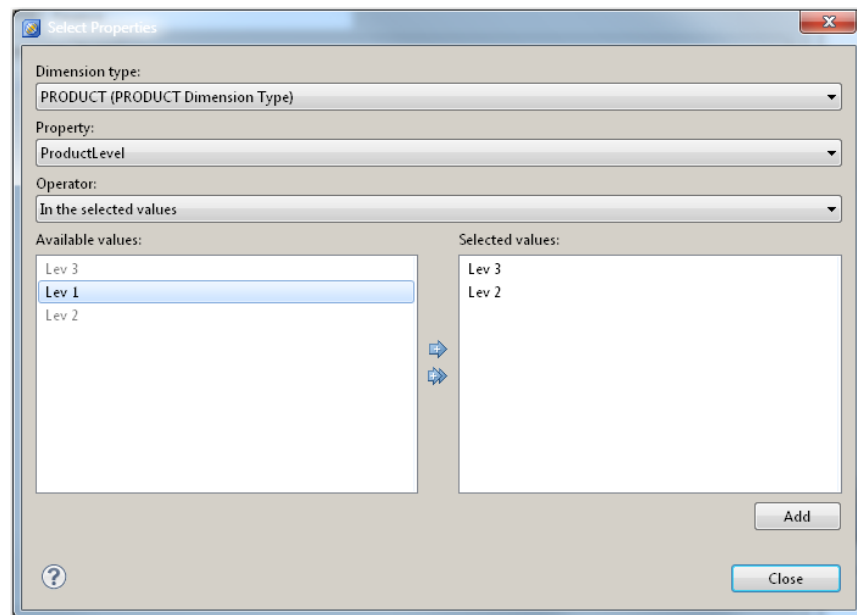 Select Properties
Dimension type:
PRODUCT (PRODUCT Dimension Type)
Property:
ProductLevel
Operator:
In the selected values
Available values:
Lev 3
Lev 1
Lev 2
Selected values:
Lev 3
Lev 2
Add
Close